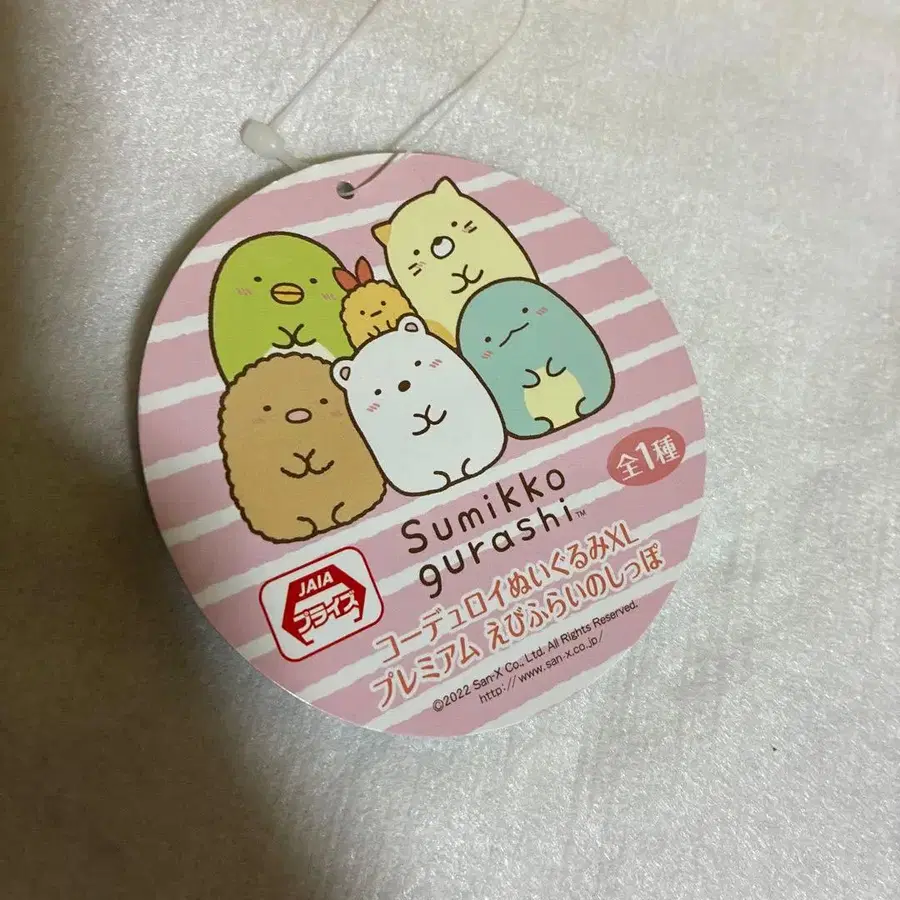 全1種
Sumikko
gurashi™
JAIA
プライズ
コーデュロイぬいぐるみXL
プレミアム えびふらいのしっぽ
©2022 San-X Co., Ltd. All Rights Reserved.
http://www.san-x.co.jp/